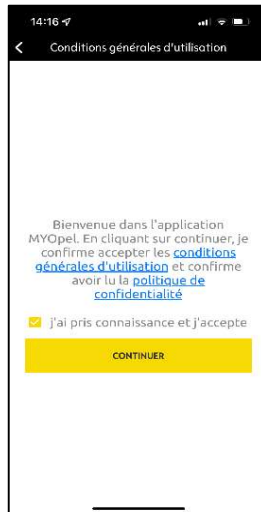 14:16
Conditions générales d'utilisation
Bienvenue dans l'application
MYOpel. En cliquant sur continuer, je
confirme accepter les conditions
générales d'utilisation et confirme
avoir lu la politique de
confidentialité
j'ai pris connaissance et j'accepte
CONTINUER